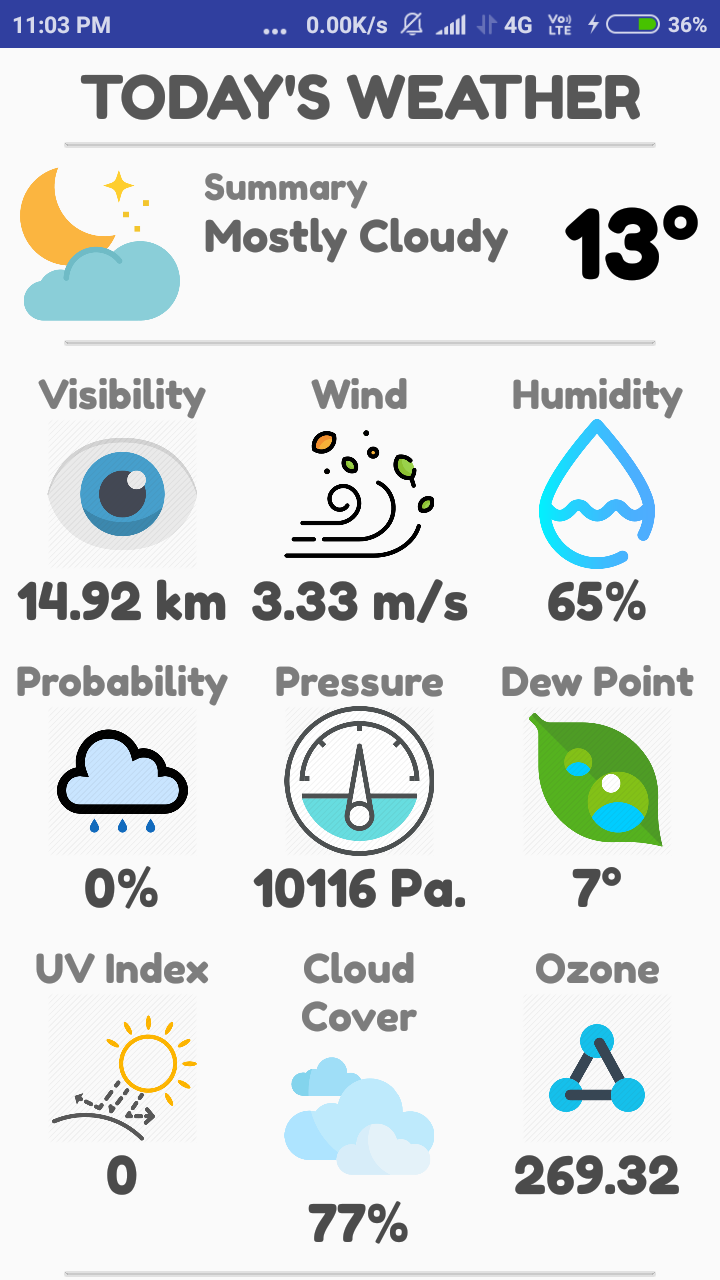 11:03 PM ... 0.00K/s 4G Vo)) LTE 36%
TODAY'S WEATHER
Summary
Mostly Cloudy
13°
Visibility Wind Humidity
14.92 km 3.33 m/s 65%
Probability Pressure Dew Point
0% 10116 Pa. 7°
UV Index Cloud Cover Ozone
0 77% 269.32